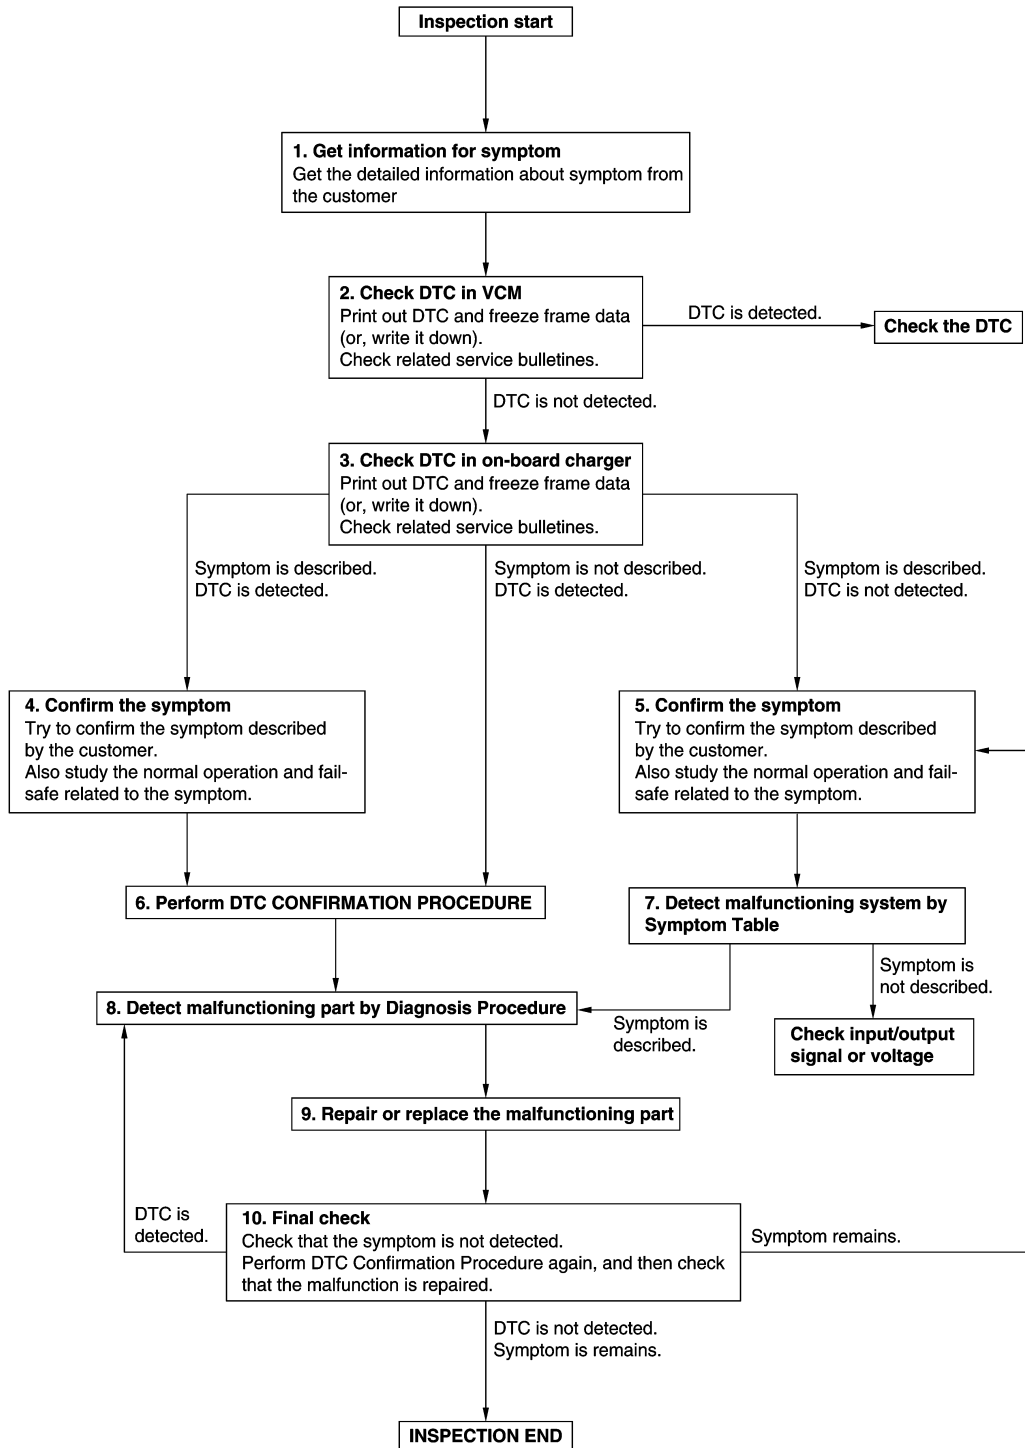 Inspection start
1. Get information for symptom
Get the detailed information about symptom from
the customer
2. Check DTC in VCM
Print out DTC and freeze frame data
(or, write it down).
Check related service bulletines.
DTC is detected.
Check the DTC
DTC is not detected.
3. Check DTC in on-board charger
Print out DTC and freeze frame data
(or, write it down).
Check related service bulletines.
Symptom is described.
DTC is detected.
Symptom is not described.
DTC is detected.
Symptom is described.
DTC is not detected.
4. Confirm the symptom
Try to confirm the symptom described
by the customer.
Also study the normal operation and fail-
safe related to the symptom.
5. Confirm the symptom
Try to confirm the symptom described
by the customer.
Also study the normal operation and fail-
safe related to the symptom.
6. Perform DTC CONFIRMATION PROCEDURE
7. Detect malfunctioning system by
Symptom Table
Symptom is
not described.
8. Detect malfunctioning part by Diagnosis Procedure
Symptom is
described.
Check input/output
signal or voltage
9. Repair or replace the malfunctioning part
DTC is
detected.
10. Final check
Check that the symptom is not detected.
Perform DTC Confirmation Procedure again, and then check
that the malfunction is repaired.
Symptom remains.
DTC is not detected.
Symptom is remains.
INSPECTION END